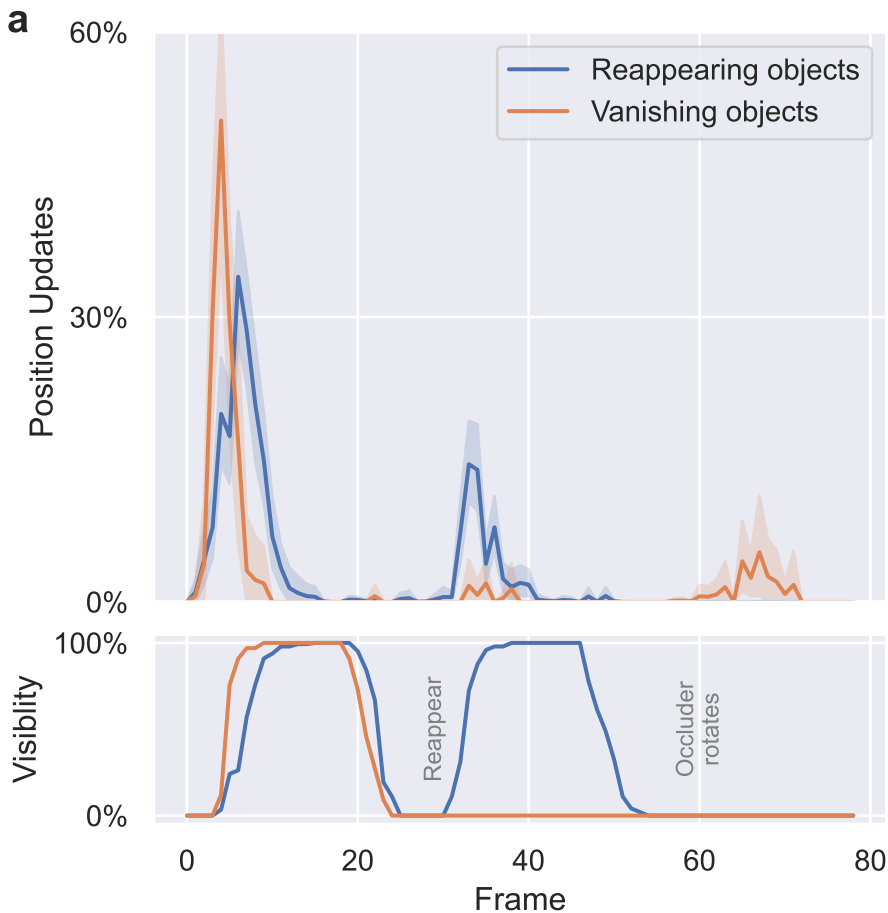 a
60%
30%
0%
Position Updates
Reappearing objects
Vanishing objects
100%
0%
Visiblity
Reappear
Occluder
rotates
0
20
40
60
80
Frame